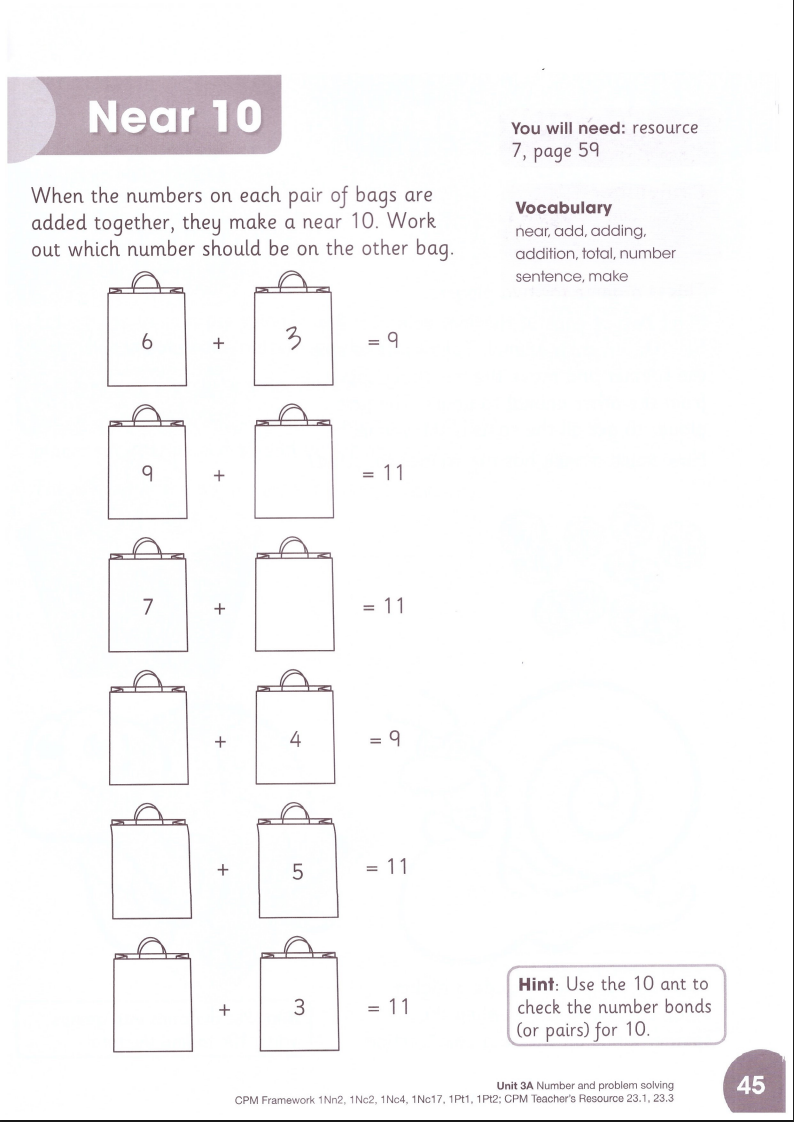 Near 10
You will need: resource
7, page 59
When the numbers on each pair of bags are
added together, they make a near 10. Work
out which number should be on the other bag.
Vocabulary
near, add, adding,
addition, total, number
sentence, make
6 + 3 = 9
9 + = 11
7 + = 11
+ 4 = 9
+ 5 = 11
+ 3 = 11
Hint: Use the 10 ant to
check the number bonds
(or pairs) for 10.
Unit 3A Number and problem solving
CPM Framework 1Nn2, 1Nc2, 1Nc4, 1Nc17, 1Pt1, 1Pt2; CPM Teacher's Resource 23.1, 23.3
45